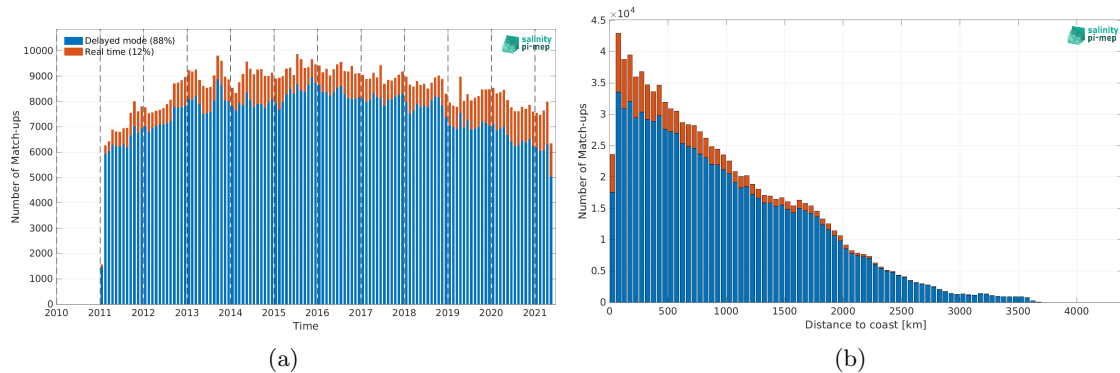 Delayed mode (88%)
Real time (12%)
salinity
pi-mep
10000
9000
8000
7000
6000
5000
4000
3000
2000
1000
0
Number of Match-ups
2010 2011 2012 2013 2014 2015 2016 2017 2018 2019 2020 2021
Time
(a)
×10⁴
salinity
pi-mep
4.5
4
3.5
3
2.5
2
1.5
1
0.5
0
Number of Match-ups
0 500 1000 1500 2000 2500 3000 3500 4000
Distance to coast [km]
(b)